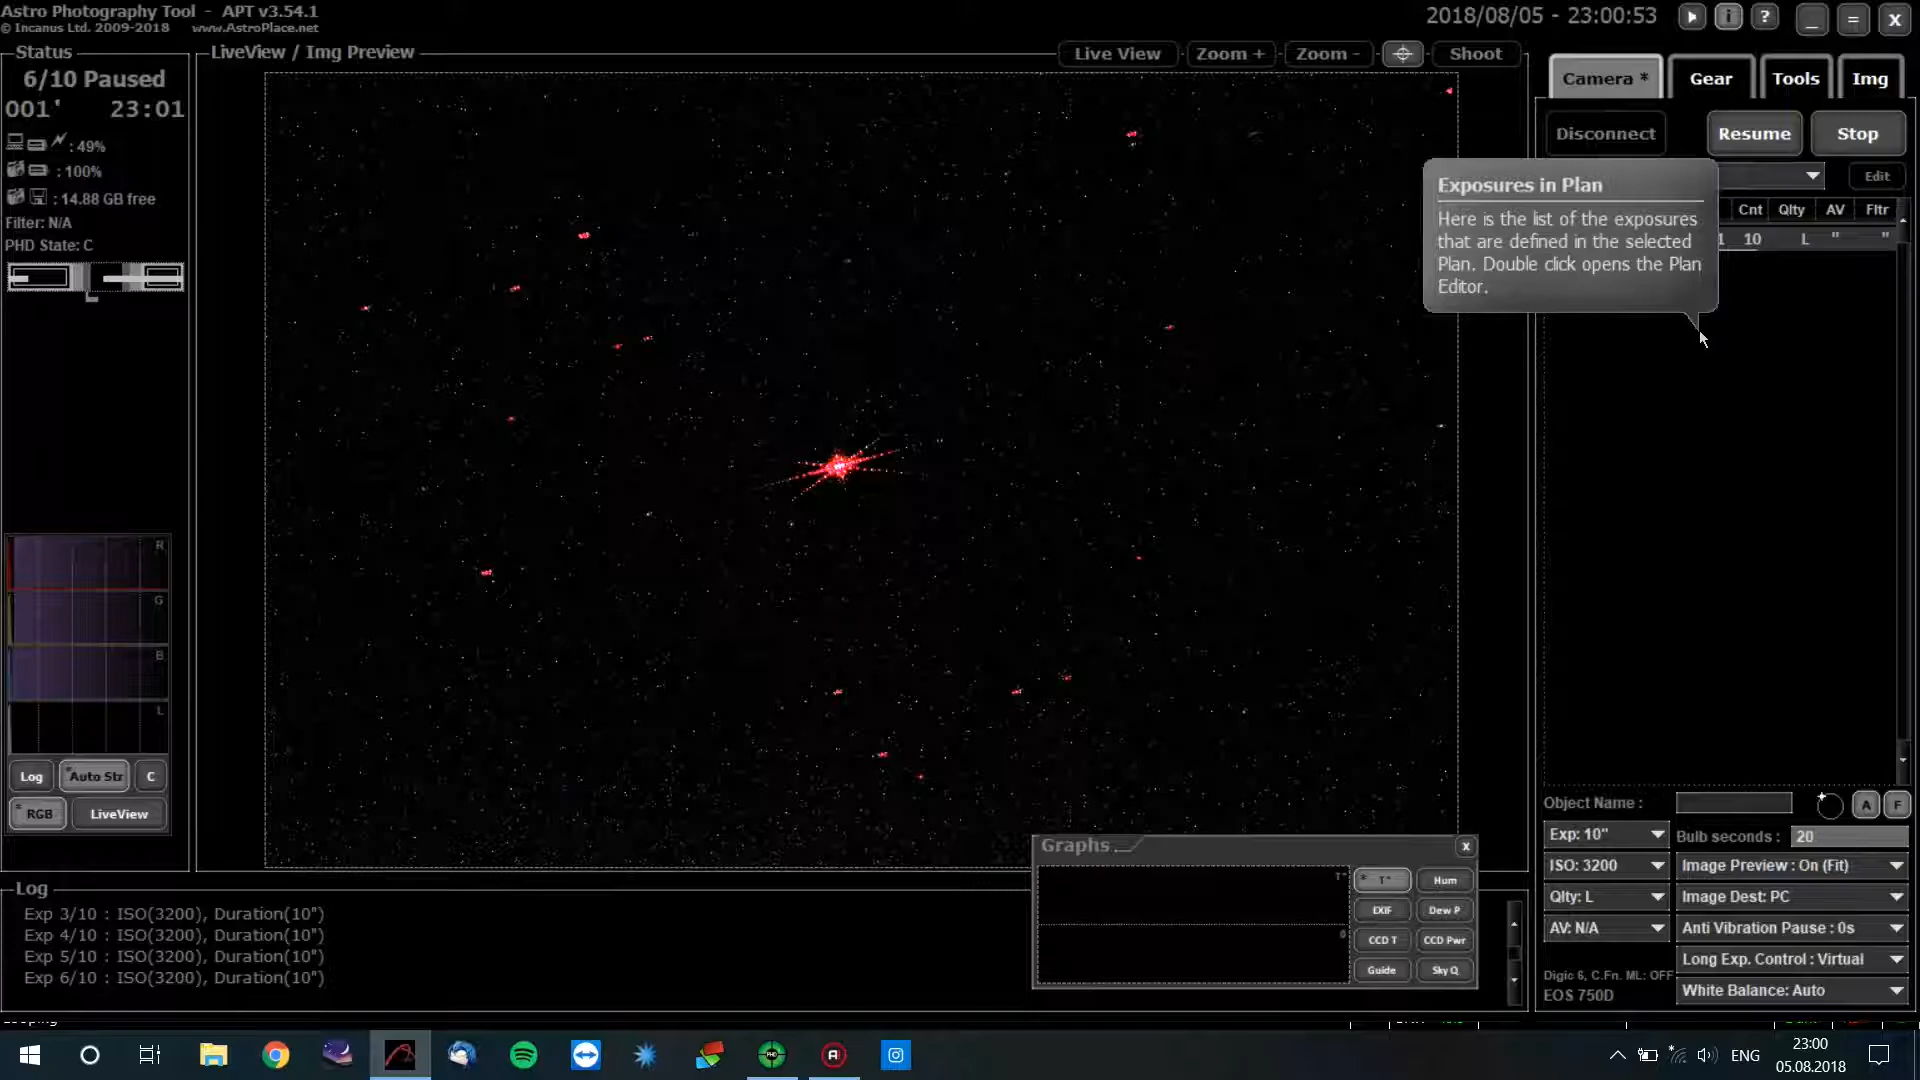 Astro Photography Tool - APT v3.54.1
© Incanus Ltd. 2009-2018 www.AstroPlace.net
2018/08/05 - 23:00:53
i
?
_
=
X
Status
6/10 Paused
001' 23:01
: 49%
: 100%
: 14.88 GB free
Filter: N/A
PHD State: C
LiveView / Img Preview
Live View
Zoom +
Zoom -
Shoot
Camera *
Gear
Tools
Img
Disconnect
Resume
Stop
Edit
Cnt Qlty AV Fltr
1 10 L " "
Exposures in Plan
Here is the list of the exposures
that are defined in the selected
Plan. Double click opens the Plan
Editor.
R
G
B
L
Log
* Auto Str
C
* RGB
LiveView
Object Name :
A
F
Exp: 10"
Bulb seconds : 20
ISO: 3200
Image Preview : On (Fit)
Qlty: L
Image Dest: PC
AV: N/A
Anti Vibration Pause : 0s
Long Exp. Control : Virtual
Digic 6, C.Fn. ML: OFF
EOS 750D
White Balance: Auto
Graphs
x
T°
0
* T°
Hum
EXIF
Dew P
CCD T
CCD Pwr
Guide
Sky Q
Log
Exp 3/10 : ISO(3200), Duration(10")
Exp 4/10 : ISO(3200), Duration(10")
Exp 5/10 : ISO(3200), Duration(10")
Exp 6/10 : ISO(3200), Duration(10")
PHD
ENG
23:00
05.08.2018